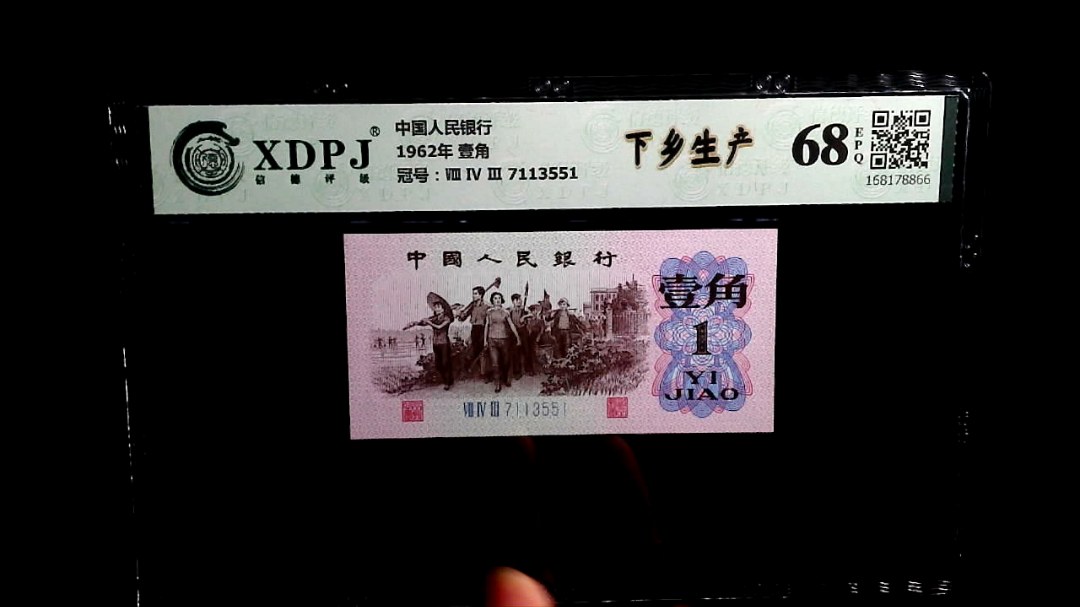 XDPJ®
信德评级
中国人民银行
1962年 壹角
冠号：Ⅷ Ⅳ Ⅲ 7113551
下乡生产
68
EPQ
168178866
中國人民銀行
壹角
1
YI
JIAO
Ⅷ Ⅳ Ⅲ 7113551